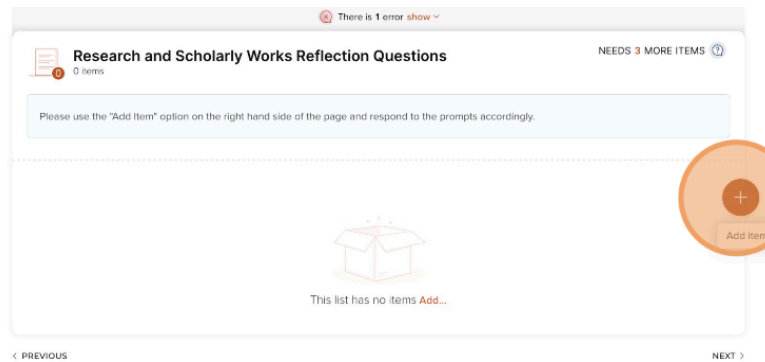 There is 1 error show
Research and Scholarly Works Reflection Questions
NEEDS 3 MORE ITEMS ?
0
0 items
Please use the "Add Item" option on the right hand side of the page and respond to the prompts accordingly.
+
Add item
This list has no items Add...
< PREVIOUS
NEXT >